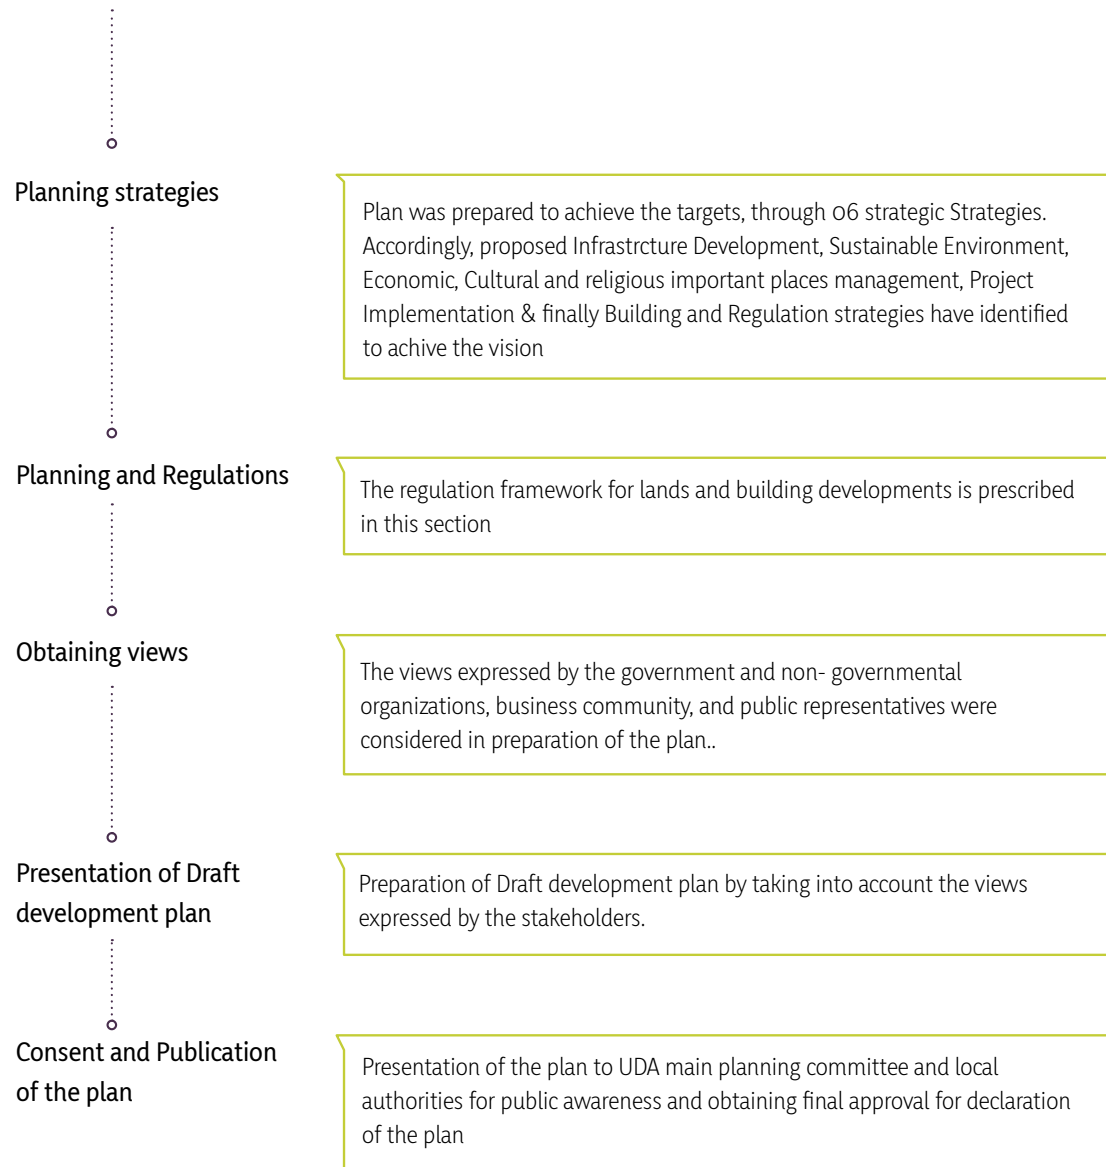 Planning strategies
Plan was prepared to achieve the targets, through 06 strategic Strategies.
Accordingly, proposed Infrastrcture Development, Sustainable Environment,
Economic, Cultural and religious important places management, Project
Implementation & finally Building and Regulation strategies have identified
to achive the vision
Planning and Regulations
The regulation framework for lands and building developments is prescribed
in this section
Obtaining views
The views expressed by the government and non- governmental
organizations, business community, and public representatives were
considered in preparation of the plan..
Presentation of Draft
development plan
Preparation of Draft development plan by taking into account the views
expressed by the stakeholders.
Consent and Publication
of the plan
Presentation of the plan to UDA main planning committee and local
authorities for public awareness and obtaining final approval for declaration
of the plan